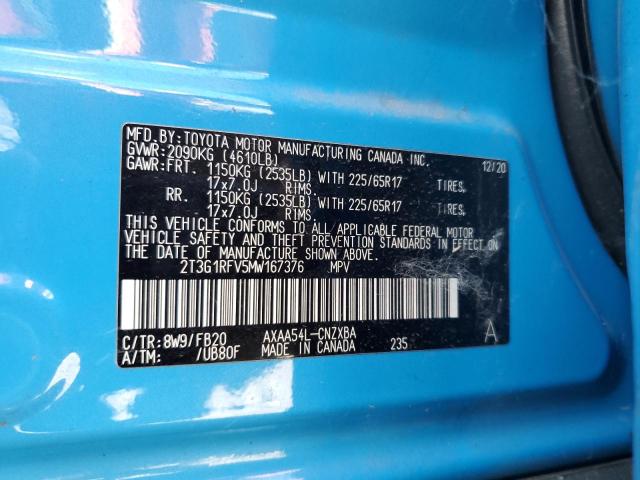 MFD.BY:TOYOTA MOTOR MANUFACTURING CANADA INC.
GVWR:2090KG (4610LB) 12/20
GAWR:FRT. 1150KG (2535LB) WITH 225/65R17 TIRES,
17x7.0J RIMS.
RR. 1150KG (2535LB) WITH 225/65R17 TIRES,
17x7.0J RIMS.
THIS VEHICLE CONFORMS TO ALL APPLICABLE FEDERAL MOTOR
VEHICLE SAFETY AND THEFT PREVENTION STANDARDS IN EFFECT ON
THE DATE OF MANUFACTURE SHOWN ABOVE.
2T3G1RFV5MW167376 MPV
C/TR:8W9/FB20 AXAA54L-CNZXBA A
A/TM: /UB80F MADE IN CANADA 235